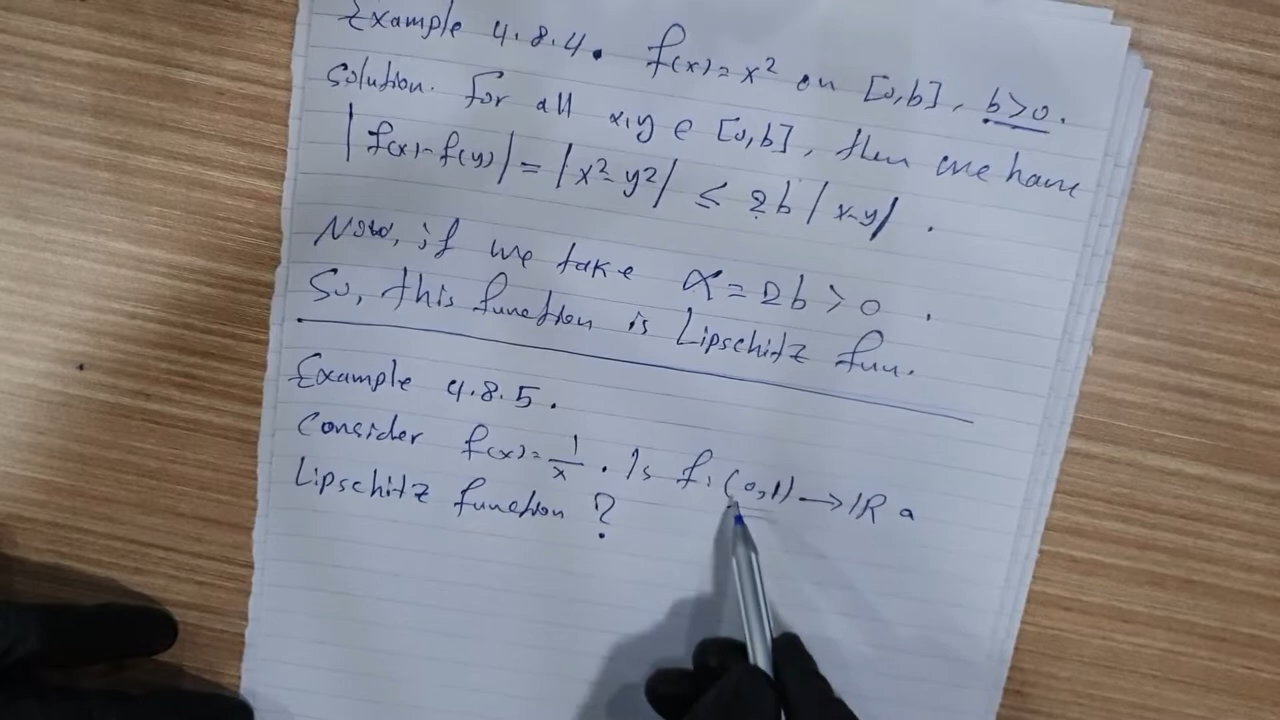 Example 4.8.4. f(x)=x² on [0,b], b>0.
Solution. For all x,y ∈ [0,b], then we have
|f(x)-f(y)| = |x²-y²| ≤ 2b|x-y|.
Now, if we take α=2b>0.
So, this function is Lipschitz fun.
Example 4.8.5.
Consider f(x)=1/x. Is f:(0,1)→ℝ a
Lipschitz function?